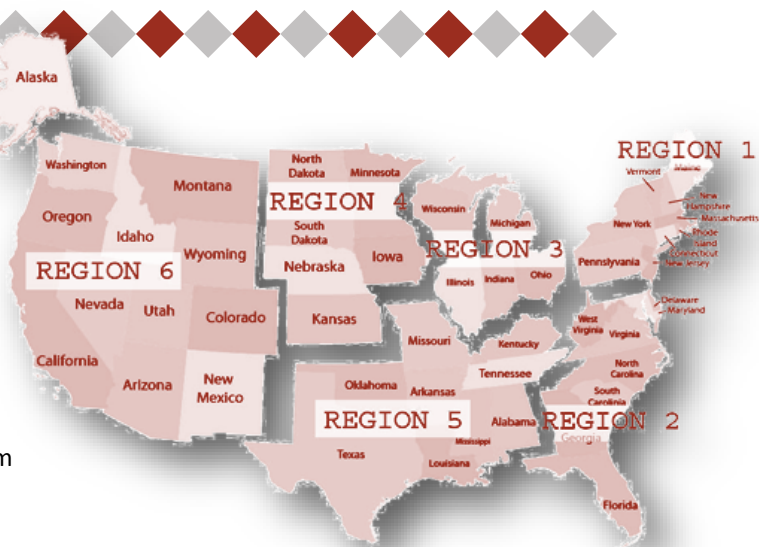 Alaska
REGION 1
Washington
North
Dakota
Minnesota
Vermont
Maine
Montana
REGION 4
Wisconsin
Michigan
New
Hampshire
Massachusetts
Oregon
Idaho
South
Dakota
New York
Rhode
Island
Connecticut
New Jersey
Wyoming
Nebraska
Iowa
REGION 3
Illinois
Indiana
Ohio
Pennslyvania
REGION 6
Nevada
Utah
Colorado
Kansas
Missouri
Kentucky
West
Virginia
Virginia
Delaware
Maryland
California
Arizona
New
Mexico
Oklahoma
Arkansas
Tennessee
North
Carolina
South
Carolinia
REGION 5
Alabama
REGION 2
Georgia
Mississippi
Texas
Louisiana
m
Florida